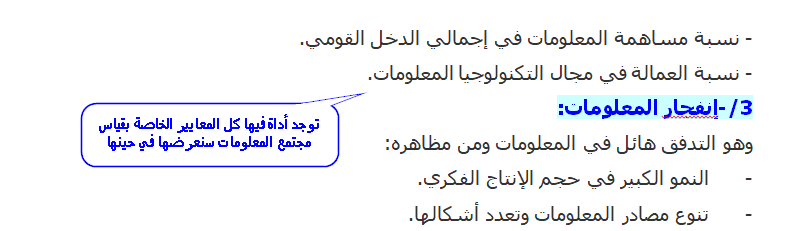 - نسبة مساهمة المعلومات في إجمالي الدخل القومي.
- نسبة العمالة في مجال التكنولوجيا المعلومات.
توجد أداة فيها كل المعايير الخاصة بقياس
مجتمع المعلومات سنعرضها في حينها
3/-إنفجار المعلومات:
وهو التدفق هائل في المعلومات ومن مظاهره:
- النمو الكبير في حجم الإنتاج الفكري.
- تنوع مصادر المعلومات وتعدد أشكالها.